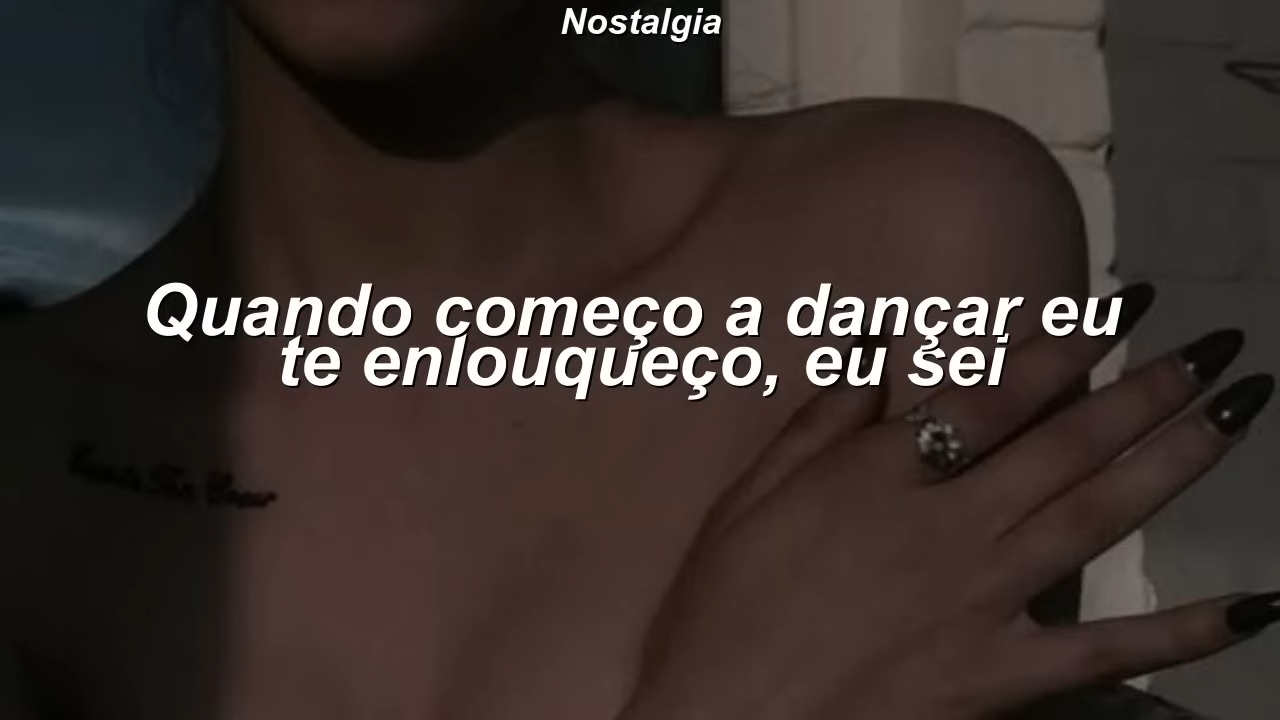 Nostalgia
Quando começo a dançar eu
te enlouqueço, eu sei